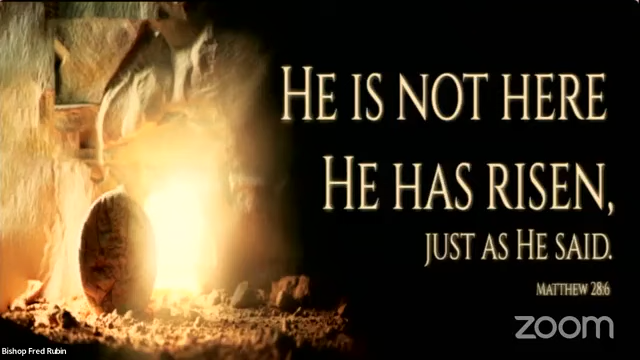 HE IS NOT HERE
HE HAS RISEN,
JUST AS HE SAID.
MATTHEW 28:6
zoom
Bishop Fred Rubin